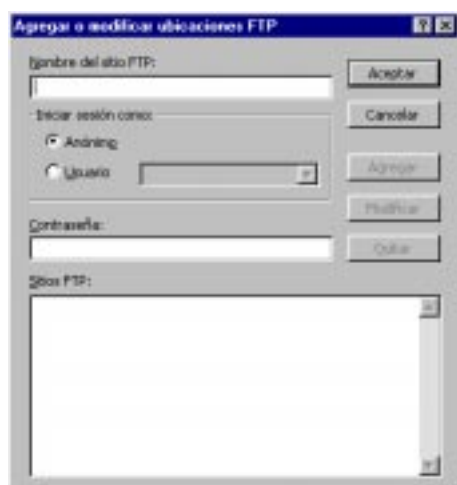 Agregar o modificar ubicaciones FTP
Nombre del sitio FTP:
Aceptar
Iniciar sesión como:
Cancelar
Anónimo
Usuario
Agregar
Modificar
Contraseña:
Quitar
Sitios FTP: